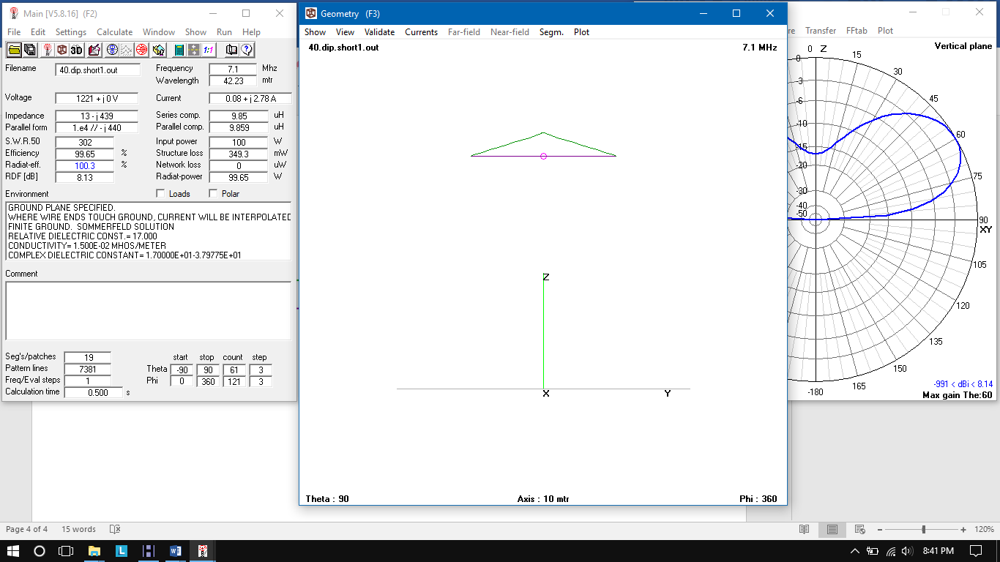 Main [V5.8.16] (F2)
File Edit Settings Calculate Window Show Run Help
3D
1:1
Filename 40.dip.short1.out Frequency 7.1 Mhz
Wavelength 42.23 mtr
Voltage 1221 + j 0 V Current 0.08 + j 2.78 A
Impedance 13 - j 439 Series comp. 9.85 uH
Parallel form 1.e4 // - j 440 Parallel comp. 9.859 uH
S.W.R.50 302 Input power 100 W
Efficiency 99.65 % Structure loss 349.3 mW
Radiat-eff. 100.3 % Network loss 0 uW
RDF [dB] 8.13 Radiat-power 99.65 W
Environment Loads Polar
GROUND PLANE SPECIFIED.
WHERE WIRE ENDS TOUCH GROUND, CURRENT WILL BE INTERPOLATED
FINITE GROUND. SOMMERFELD SOLUTION
RELATIVE DIELECTRIC CONST.= 17.000
CONDUCTIVITY= 1.500E-02 MHOS/METER
COMPLEX DIELECTRIC CONSTANT= 1.70000E+01-3.79775E+01
Comment
Seg's/patches 19 start stop count step
Pattern lines 7381 Theta -90 90 61 3
Freq/Eval steps 1 Phi 0 360 121 3
Calculation time 0.500 s
Geometry (F3)
Show View Validate Currents Far-field Near-field Segm. Plot
40.dip.short1.out 7.1 MHz
Z
X Y
Theta : 90 Axis : 10 mtr Phi : 360
re Transfer FFtab Plot
Vertical plane
0 Z 15
0 30
-3
-6 45
-10
-15 60
-20 75
-30
-40
-50 90
XY
105
120
135
150
165
-180
-991 < dBi < 8.14
Max gain The:60
Page 4 of 4 15 words 120%
L H W 8:41 PM